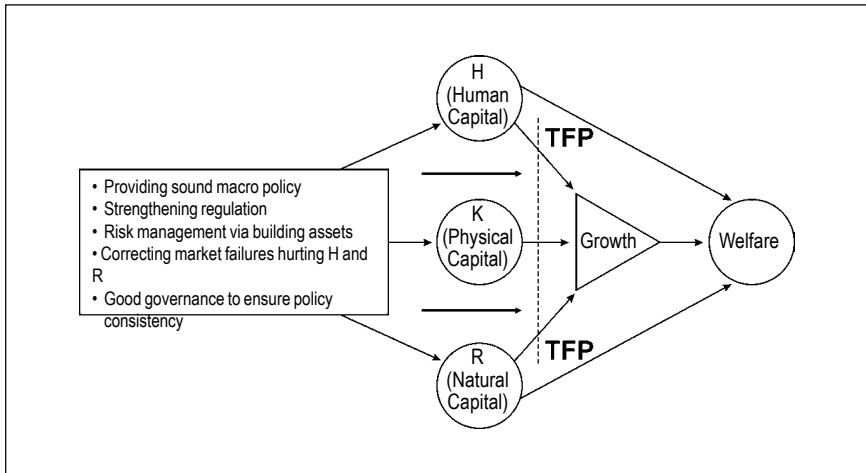 H
(Human
Capital)
TFP
• Providing sound macro policy
• Strengthening regulation
• Risk management via building assets
• Correcting market failures hurting H and
R
• Good governance to ensure policy
consistency
K
(Physical
Capital)
Growth
Welfare
TFP
R
(Natural
Capital)